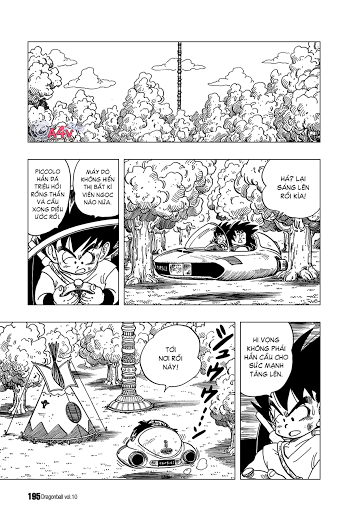 A4V
HẢ? LẠI
SÁNG LÊN
RỒI KÌA!
MÁY DÒ
KHÔNG HIỂN
THỊ BẤT KÌ
VIÊN NGỌC
NÀO NỮA.
PICCOLO
HẲN ĐÃ
TRIỆU HỒI
RỒNG THẦN
VÀ CẦU
XONG ĐIỀU
ƯỚC RỒI.
HI VỌNG
KHÔNG PHẢI
HẮN CẦU CHO
SỨC MẠNH
TĂNG LÊN.
TỚI
NƠI RỒI
NÀY!
195 Dragonball vol.10